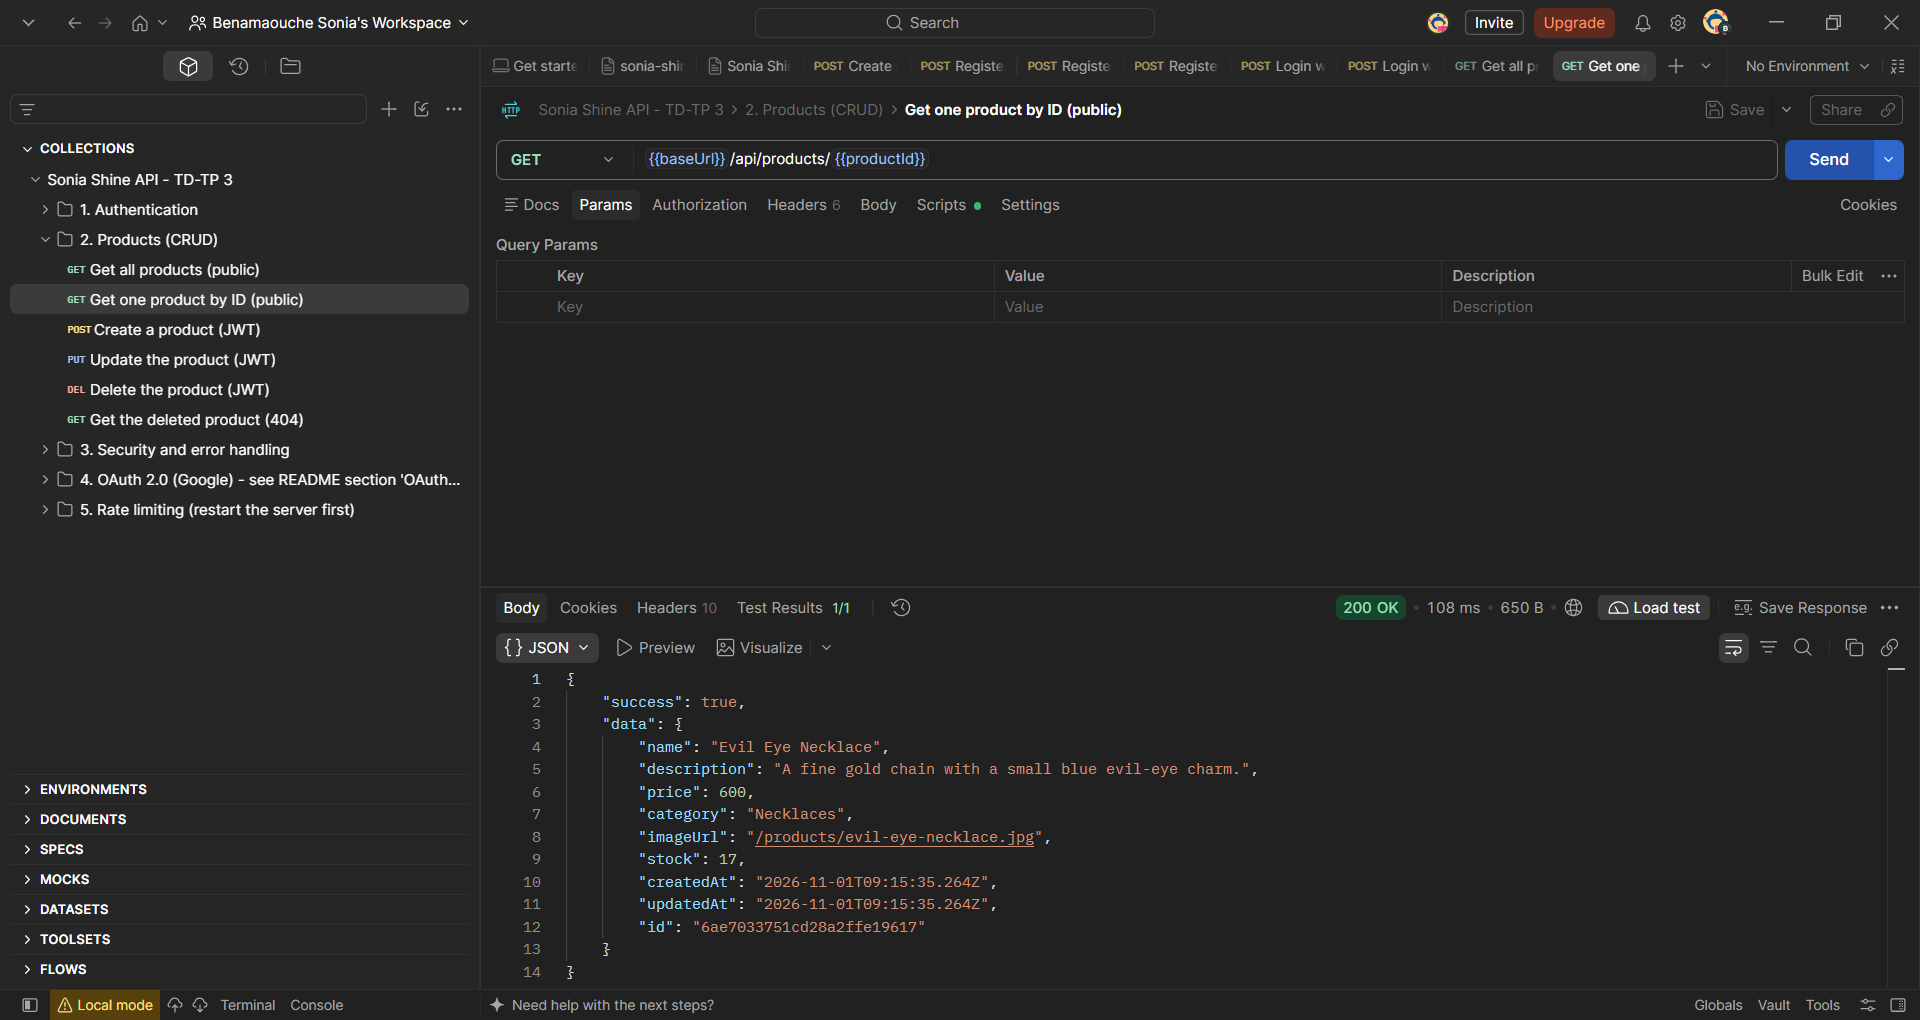 Benamaouche Sonia's Workspace
Search
Invite
Upgrade
Get starte
sonia-shir
Sonia Shi
POST Create
POST Registe
POST Registe
POST Registe
POST Login w
POST Login w
GET Get all p
GET Get one
No Environment
HTTP Sonia Shine API - TD-TP 3 > 2. Products (CRUD) > Get one product by ID (public)
Save
Share
COLLECTIONS
Sonia Shine API - TD-TP 3
1. Authentication
2. Products (CRUD)
GET Get all products (public)
GET Get one product by ID (public)
POST Create a product (JWT)
PUT Update the product (JWT)
DEL Delete the product (JWT)
GET Get the deleted product (404)
3. Security and error handling
4. OAuth 2.0 (Google) - see README section 'OAuth...
5. Rate limiting (restart the server first)
ENVIRONMENTS
DOCUMENTS
SPECS
MOCKS
DATASETS
TOOLSETS
FLOWS
GET {{baseUrl}} /api/products/ {{productId}}
Send
Docs Params Authorization Headers 6 Body Scripts Settings Cookies
Query Params
Key Value Description Bulk Edit
Key Value Description
Body Cookies Headers 10 Test Results 1/1
200 OK • 108 ms • 650 B
Load test
e.g. Save Response
{} JSON Preview Visualize
1 {
2 "success": true,
3 "data": {
4 "name": "Evil Eye Necklace",
5 "description": "A fine gold chain with a small blue evil-eye charm.",
6 "price": 600,
7 "category": "Necklaces",
8 "imageUrl": "/products/evil-eye-necklace.jpg",
9 "stock": 17,
10 "createdAt": "2026-11-01T09:15:35.264Z",
11 "updatedAt": "2026-11-01T09:15:35.264Z",
12 "id": "6ae7033751cd28a2ffe19617"
13 }
14 }
Local mode Terminal Console
Need help with the next steps?
Globals Vault Tools